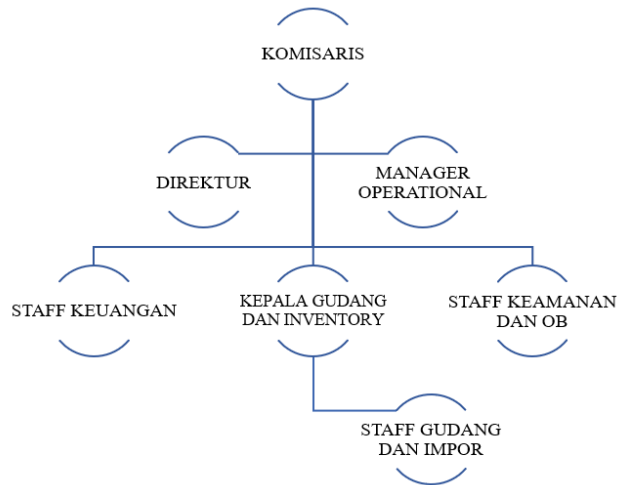 KOMISARIS
DIREKTUR
MANAGER
OPERATIONAL
STAFF KEUANGAN
KEPALA GUDANG
DAN INVENTORY
STAFF KEAMANAN
DAN OB
STAFF GUDANG
DAN IMPOR